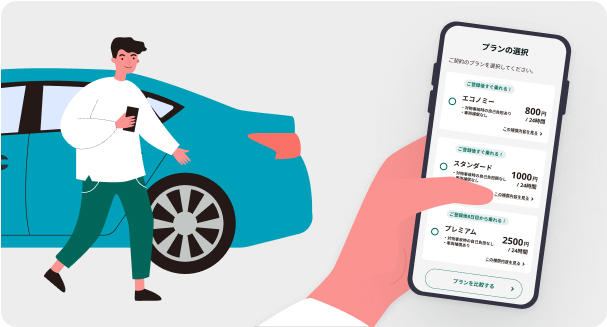 プランの選択
ご契約のプランを選択してください。
ご登録後すぐ乗れる！
エコノミー
800円
/ 24時間
・対物事故時の自己負担あり
・車両補償なし
この補償内容を見る
ご登録後すぐ乗れる！
スタンダード
1000円
/ 24時間
・対物事故時の自己負担なし
・車両補償なし
この補償内容を見る
ご登録後8日目から乗れる！
プレミアム
2500円
/ 24時間
・対物事故時の自己負担なし
・車両補償あり
この補償内容を見る
プランを比較する